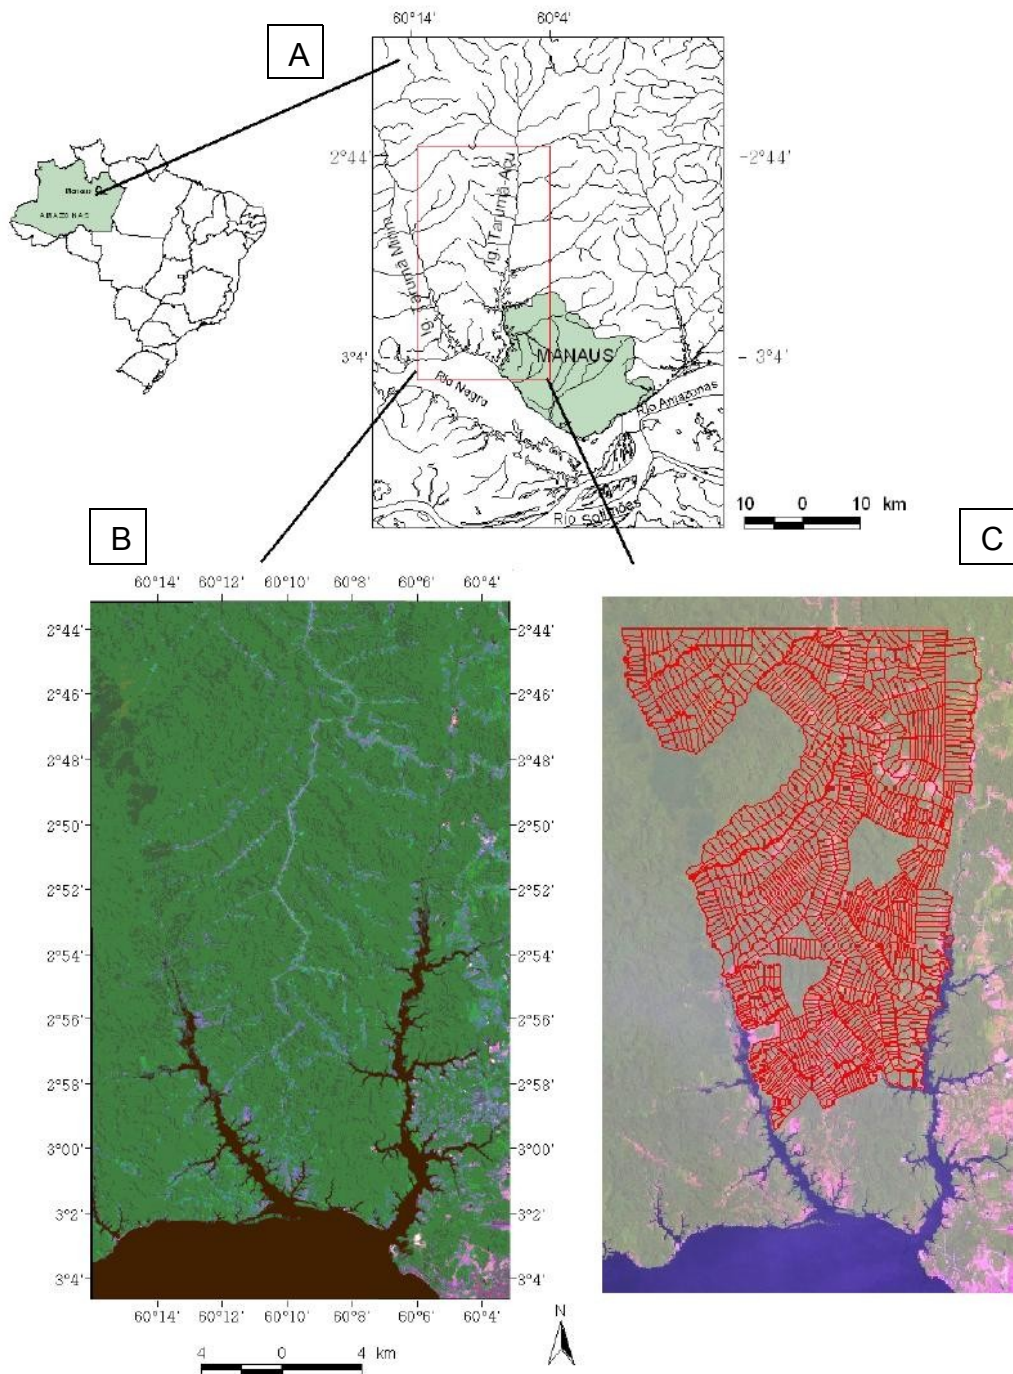 60°14' 60°4'
A
2°44' -2°44'
Manaus
AMAZONAS
Ig. Tarumã-Açu
Ig. Tarumã Mirim
MANAUS
3°4' - 3°4'
Rio Negro
Rio Amazonas
Rio Solimões
10 0 10 km
B
C
60°14' 60°12' 60°10' 60°8' 60°6' 60°4'
2°44' 2°44'
2°46' 2°46'
2°48' 2°48'
2°50' 2°50'
2°52' 2°52'
2°54' 2°54'
2°56' 2°56'
2°58' 2°58'
3°00' 3°00'
3°2' 3°2'
3°4' 3°4'
60°14' 60°12' 60°10' 60°8' 60°6' 60°4'
N
4 0 4 km